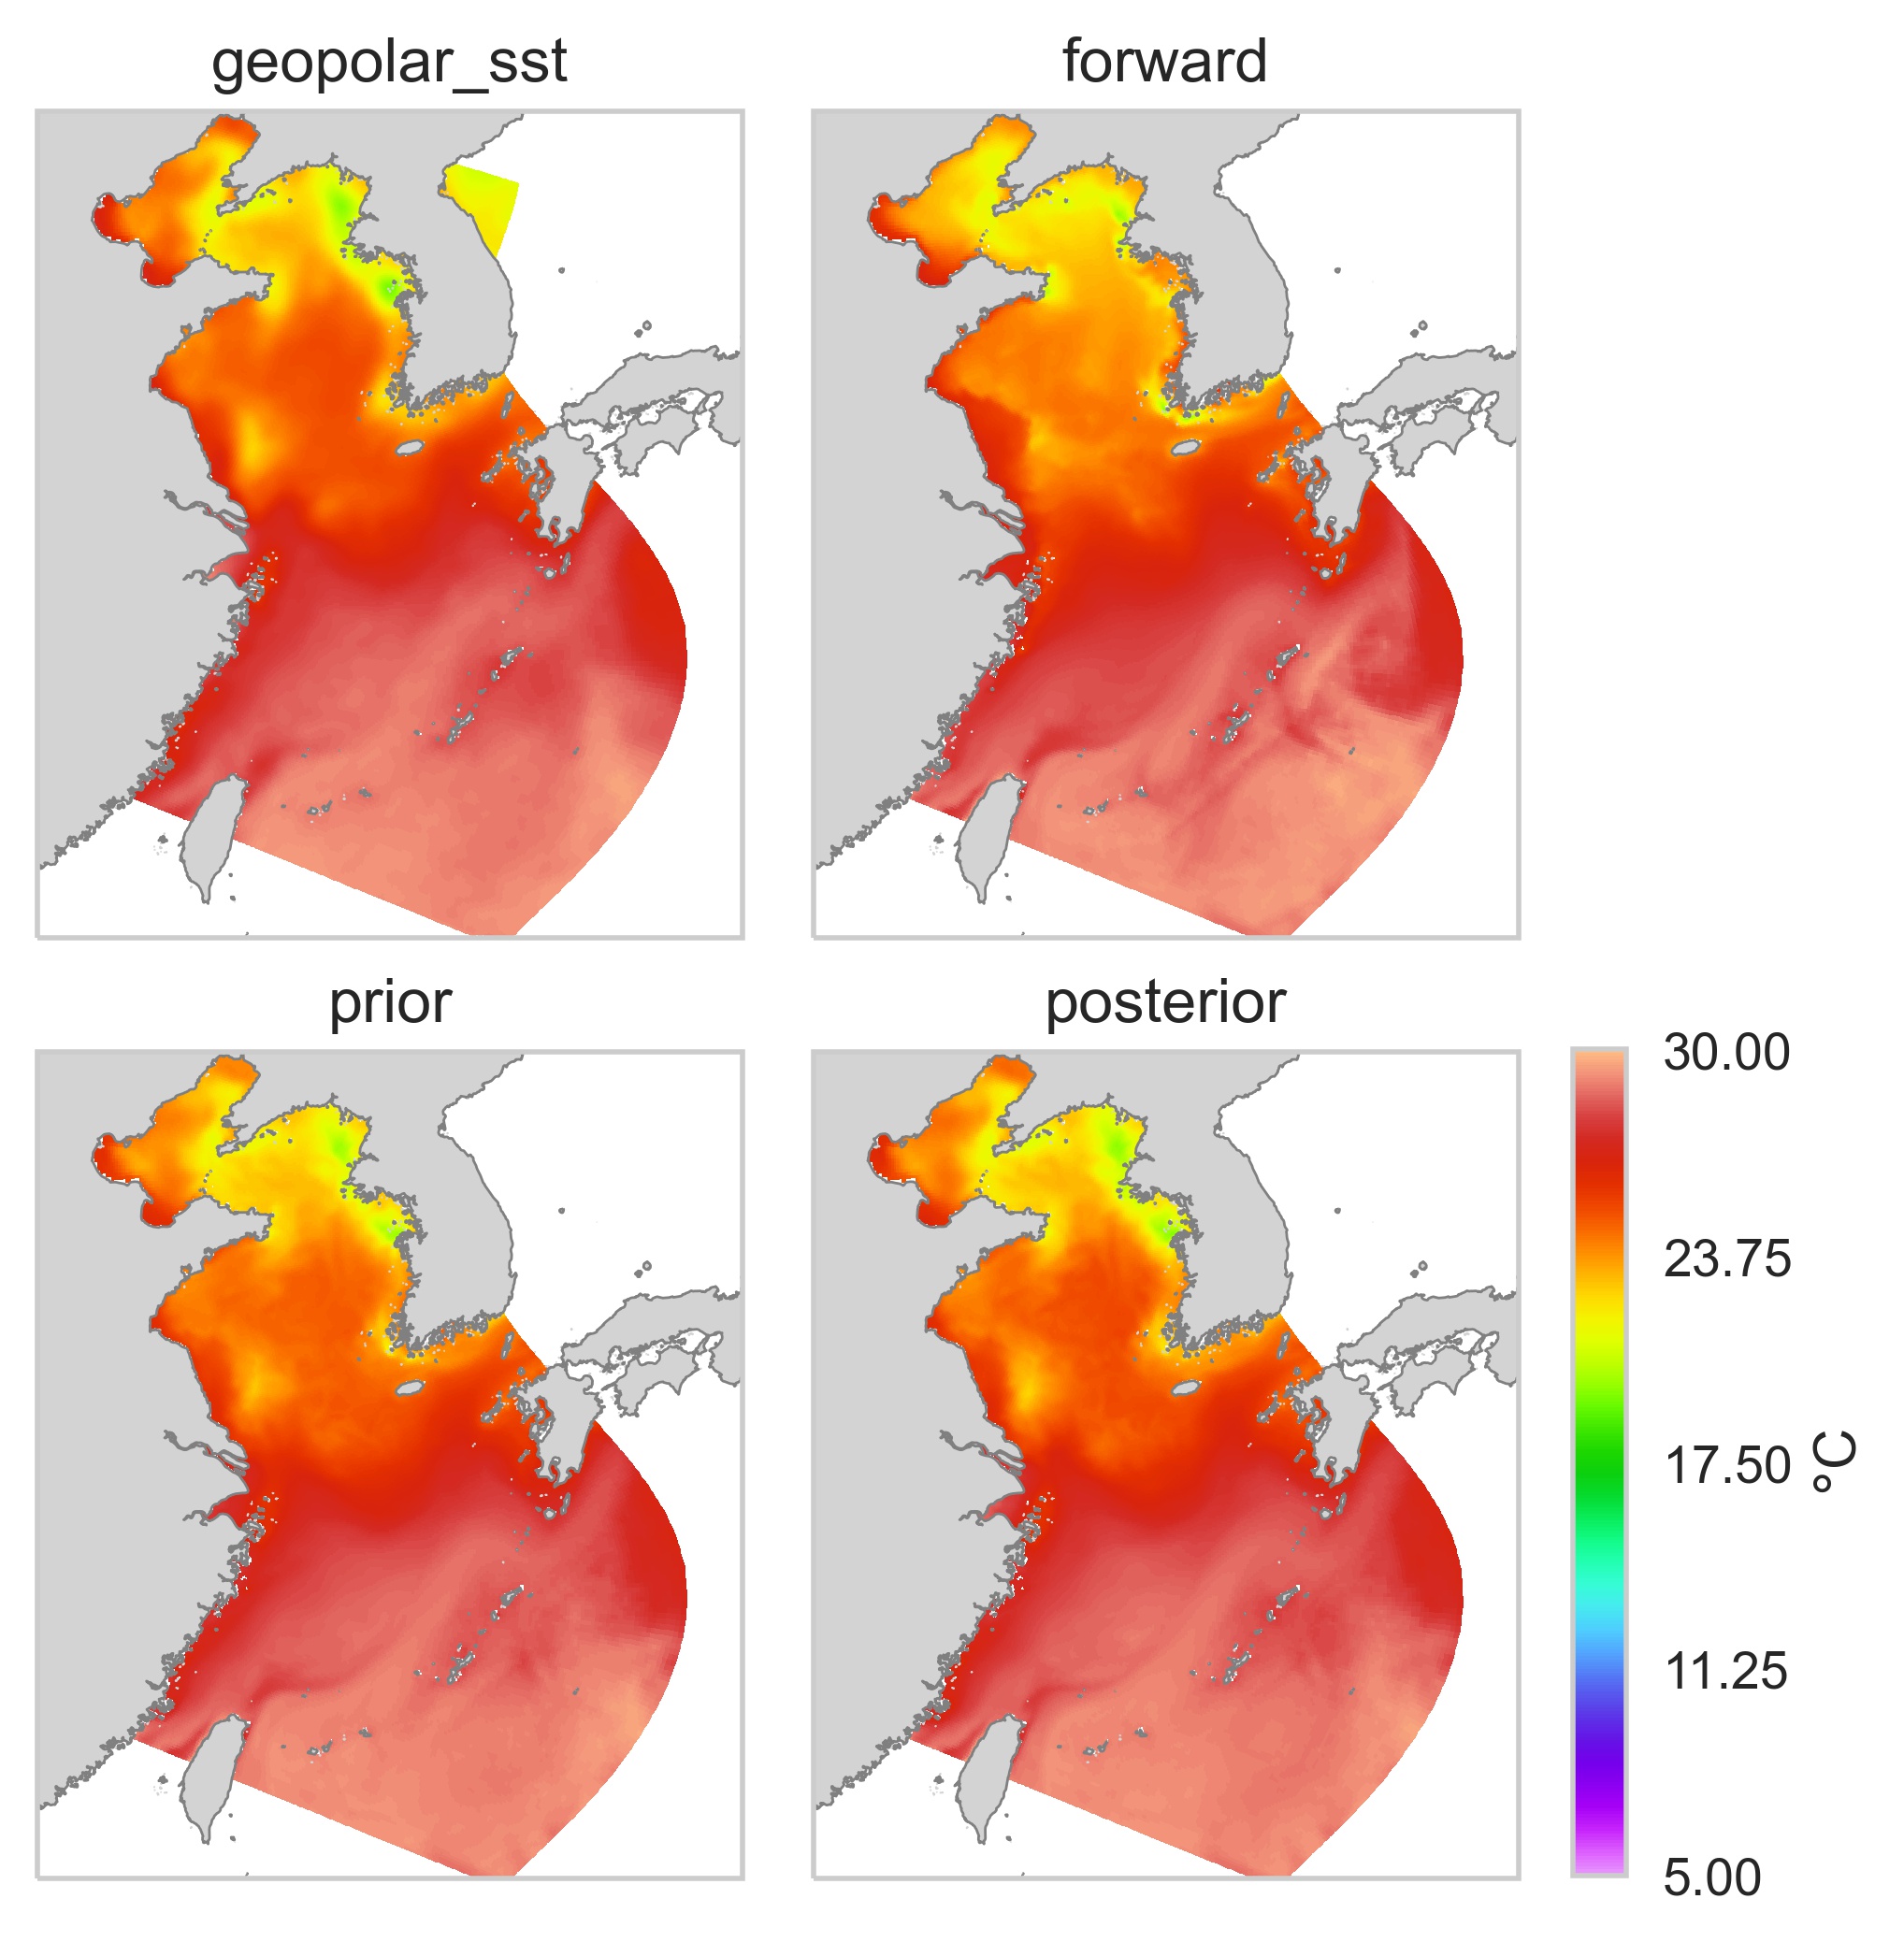 geopolar_sst
forward
prior
posterior
30.00
23.75
17.50
11.25
5.00
°C